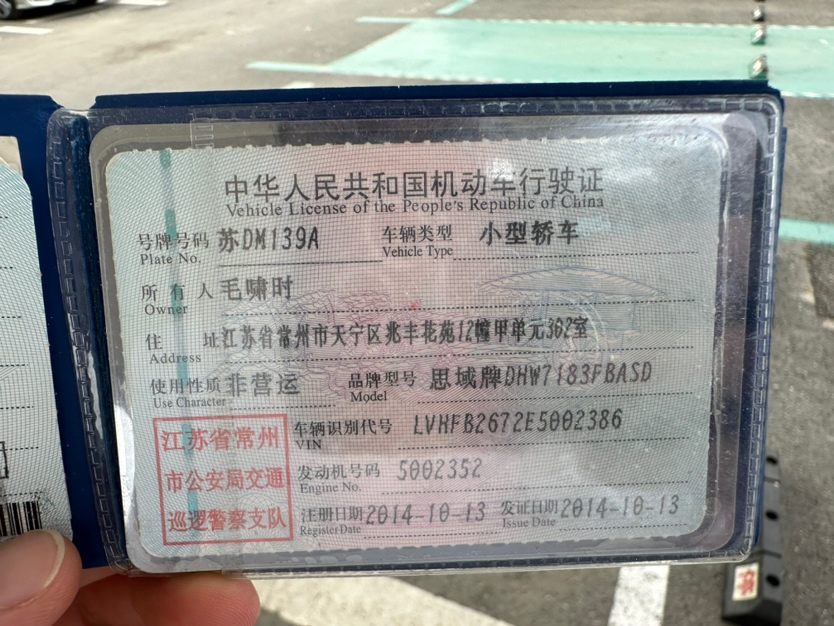 中华人民共和国机动车行驶证
Vehicle License of the People's Republic of China
号牌号码 苏DM139A 车辆类型 小型轿车
Plate No. Vehicle Type
所有人 毛啸时
Owner
住址 江苏省常州市天宁区兆丰花苑12幢甲单元302室
Address
使用性质 非营运 品牌型号 思域牌DHW7183FBASD
Use Character Model
江苏省常州
市公安局交通
巡逻警察支队
车辆识别代号 LVHFB2672E5002386
VIN
发动机号码 5002352
Engine No.
注册日期 2014-10-13 发证日期 2014-10-13
Register Date Issue Date